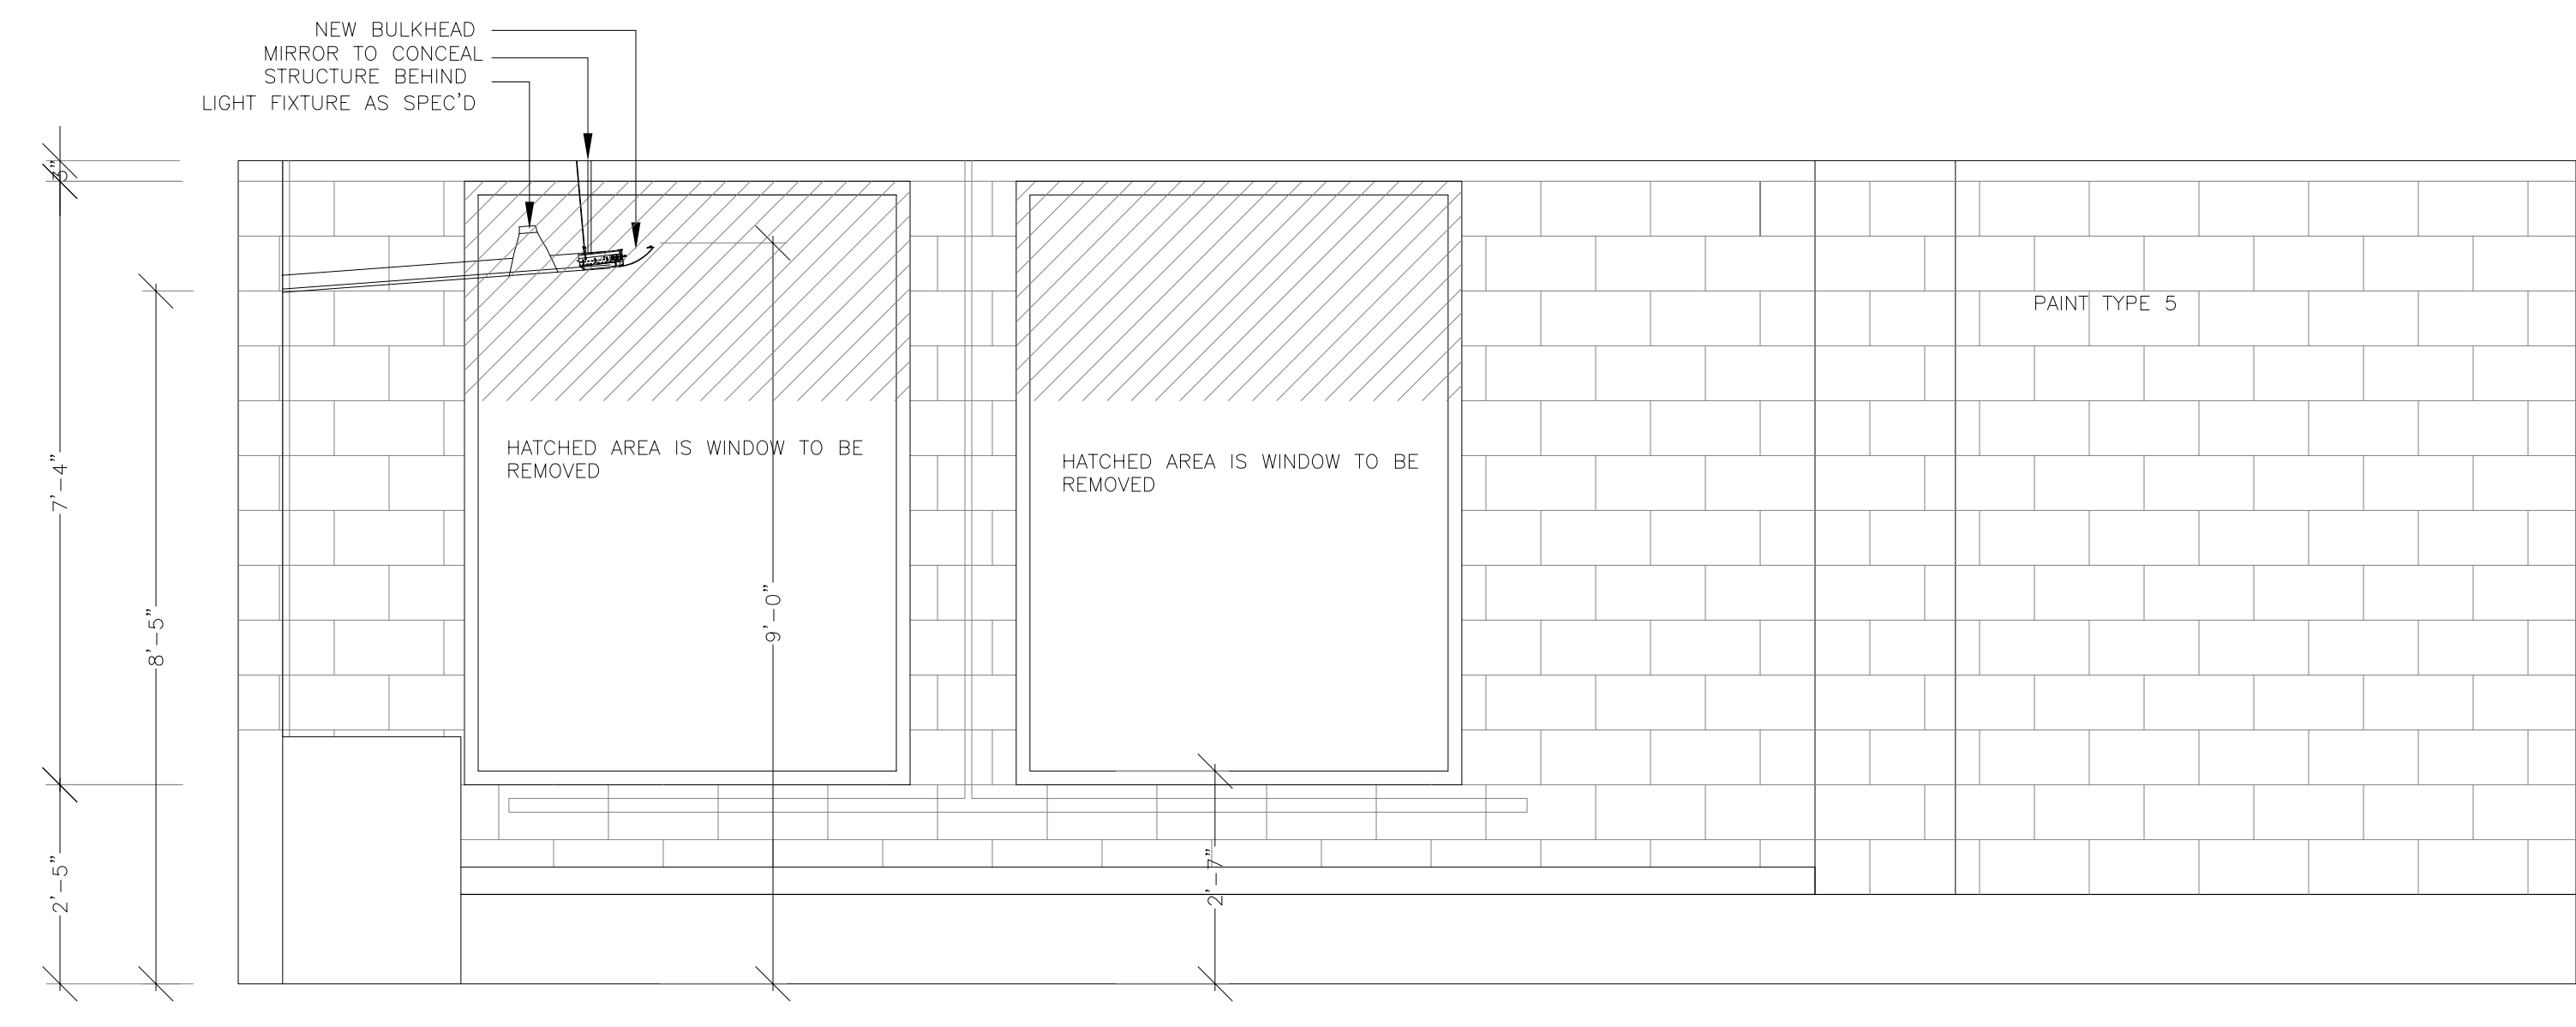 NEW BULKHEAD
MIRROR TO CONCEAL
STRUCTURE BEHIND
LIGHT FIXTURE AS SPEC'D
3"
7'-4"
2'-5"
8'-5"
9'-0"
2'-7"
HATCHED AREA IS WINDOW TO BE
REMOVED
HATCHED AREA IS WINDOW TO BE
REMOVED
PAINT TYPE 5